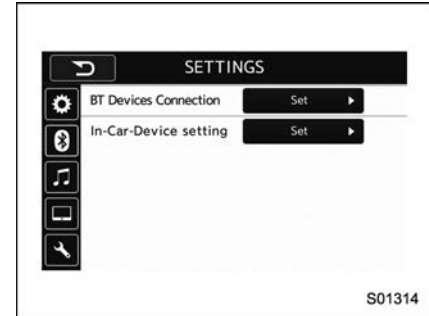 SETTINGS
BT Devices Connection Set
In-Car-Device setting Set
S01314